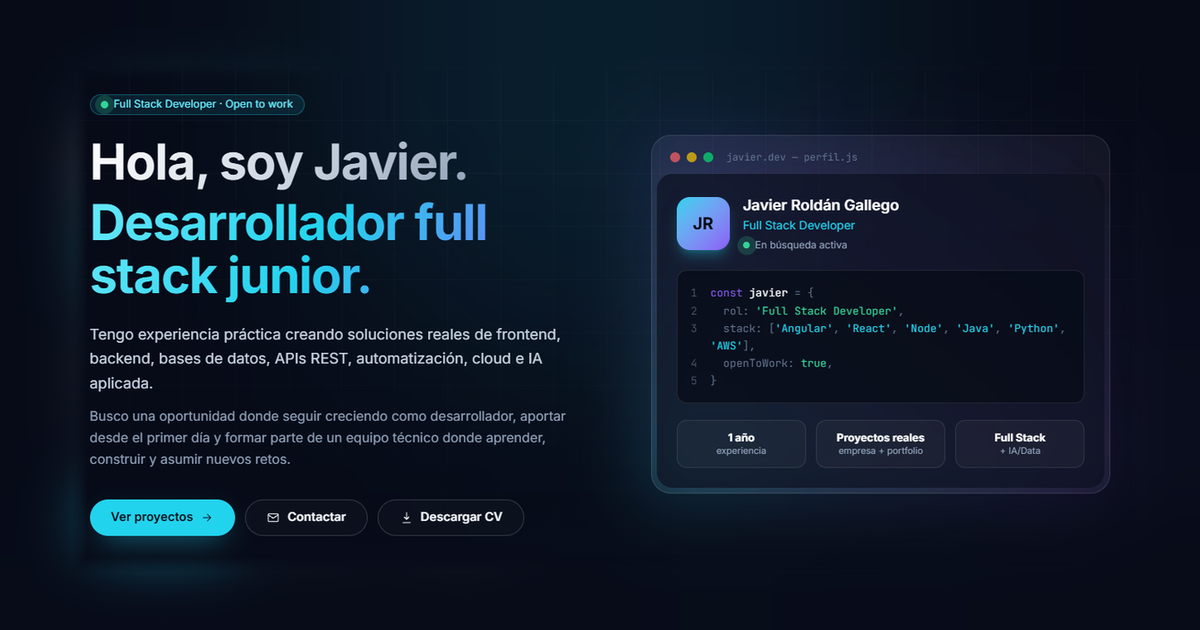 Full Stack Developer · Open to work
Hola, soy Javier.
Desarrollador full
stack junior.
Tengo experiencia práctica creando soluciones reales de frontend,
backend, bases de datos, APIs REST, automatización, cloud e IA
aplicada.
Busco una oportunidad donde seguir creciendo como desarrollador, aportar
desde el primer día y formar parte de un equipo técnico donde aprender,
construir y asumir nuevos retos.
Ver proyectos →
Contactar
Descargar CV
javier.dev — perfil.js
JR
Javier Roldán Gallego
Full Stack Developer
En búsqueda activa
1 const javier = {
2 rol: 'Full Stack Developer',
3 stack: ['Angular', 'React', 'Node', 'Java', 'Python',
'AWS'],
4 openToWork: true,
5 }
1 año
experiencia
Proyectos reales
empresa + portfolio
Full Stack
+ IA/Data